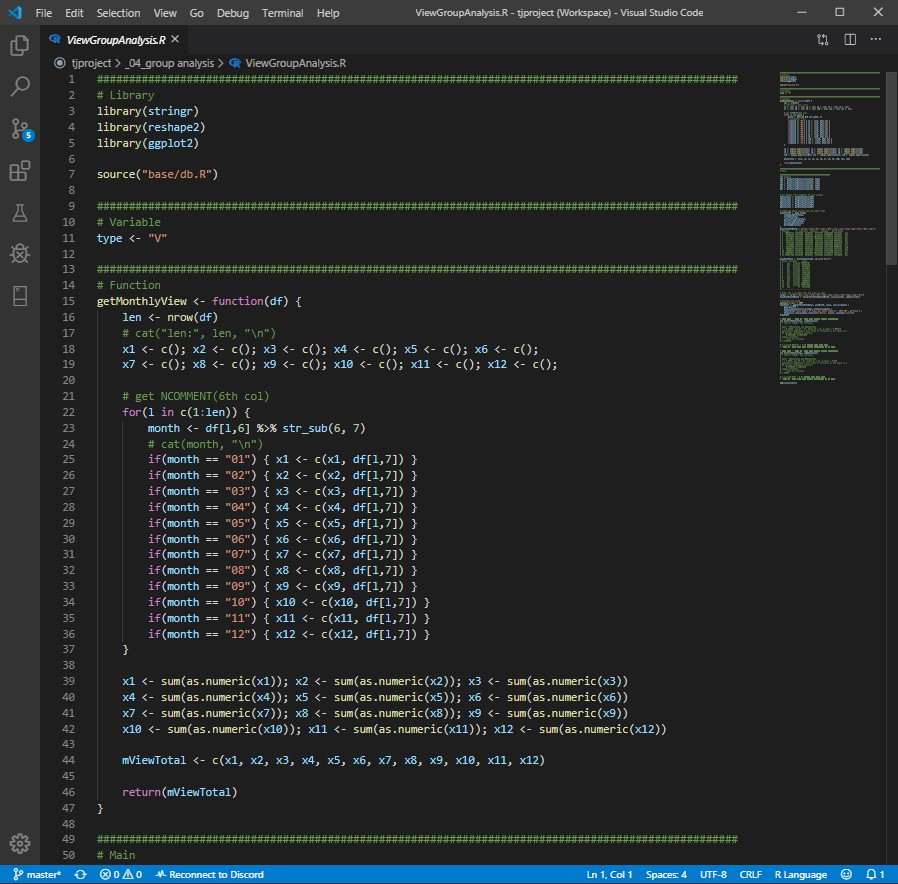 File Edit Selection View Go Debug Terminal Help ViewGroupAnalysis.R - tjproject (Workspace) - Visual Studio Code
ViewGroupAnalysis.R
tjproject > _04_group analysis > ViewGroupAnalysis.R
1 ####################################################################################################
2 # Library
3 library(stringr)
4 library(reshape2)
5 library(ggplot2)
6
7 source("base/db.R")
8
9 ####################################################################################################
10 # Variable
11 type <- "V"
12
13 ####################################################################################################
14 # Function
15 getMonthlyView <- function(df) {
16 len <- nrow(df)
17 # cat("len:", len, "\n")
18 x1 <- c(); x2 <- c(); x3 <- c(); x4 <- c(); x5 <- c(); x6 <- c();
19 x7 <- c(); x8 <- c(); x9 <- c(); x10 <- c(); x11 <- c(); x12 <- c();
20
21 # get NCOMMENT(6th col)
22 for(l in c(1:len)) {
23 month <- df[l,6] %>% str_sub(6, 7)
24 # cat(month, "\n")
25 if(month == "01") { x1 <- c(x1, df[l,7]) }
26 if(month == "02") { x2 <- c(x2, df[l,7]) }
27 if(month == "03") { x3 <- c(x3, df[l,7]) }
28 if(month == "04") { x4 <- c(x4, df[l,7]) }
29 if(month == "05") { x5 <- c(x5, df[l,7]) }
30 if(month == "06") { x6 <- c(x6, df[l,7]) }
31 if(month == "07") { x7 <- c(x7, df[l,7]) }
32 if(month == "08") { x8 <- c(x8, df[l,7]) }
33 if(month == "09") { x9 <- c(x9, df[l,7]) }
34 if(month == "10") { x10 <- c(x10, df[l,7]) }
35 if(month == "11") { x11 <- c(x11, df[l,7]) }
36 if(month == "12") { x12 <- c(x12, df[l,7]) }
37 }
38
39 x1 <- sum(as.numeric(x1)); x2 <- sum(as.numeric(x2)); x3 <- sum(as.numeric(x3))
40 x4 <- sum(as.numeric(x4)); x5 <- sum(as.numeric(x5)); x6 <- sum(as.numeric(x6))
41 x7 <- sum(as.numeric(x7)); x8 <- sum(as.numeric(x8)); x9 <- sum(as.numeric(x9))
42 x10 <- sum(as.numeric(x10)); x11 <- sum(as.numeric(x11)); x12 <- sum(as.numeric(x12))
43
44 mViewTotal <- c(x1, x2, x3, x4, x5, x6, x7, x8, x9, x10, x11, x12)
45
46 return(mViewTotal)
47 }
48
49 ####################################################################################################
50 # Main
5
master* 0 0 Reconnect to Discord Ln 1, Col 1 Spaces: 4 UTF-8 CRLF R Language 1